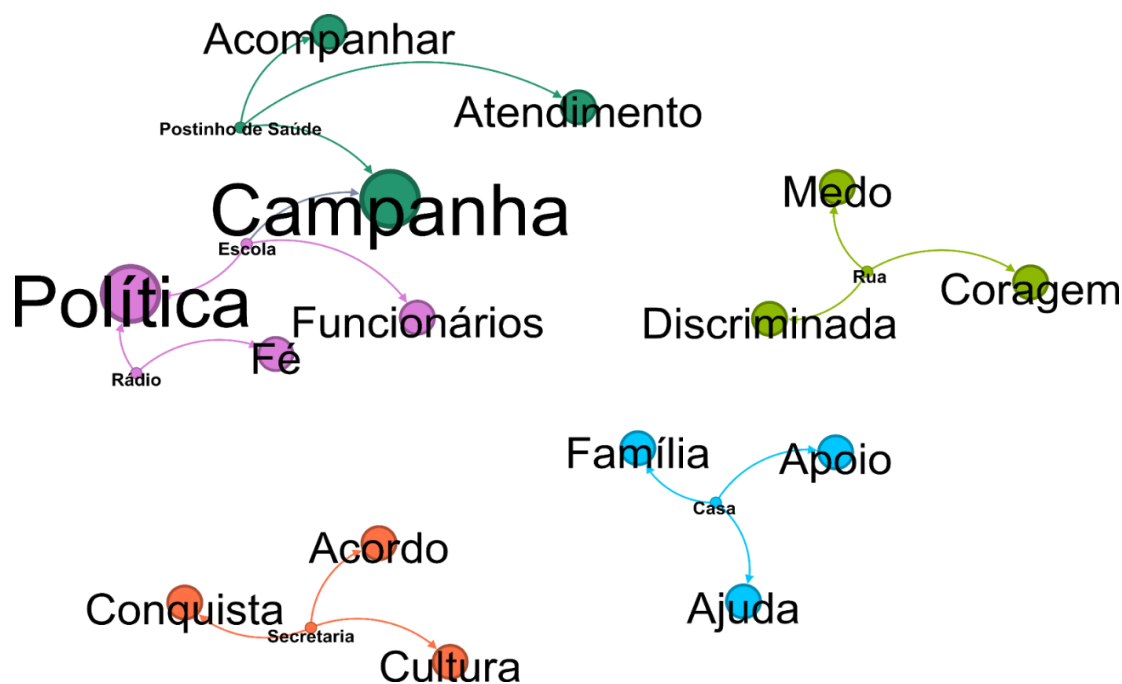 Acompanhar
Atendimento
Postinho de Saúde
Campanha
Escola
Política
Funcionários
Fé
Rádio
Medo
Rua
Coragem
Discriminada
Família
Apoio
Casa
Ajuda
Acordo
Conquista
Secretaria
Cultura